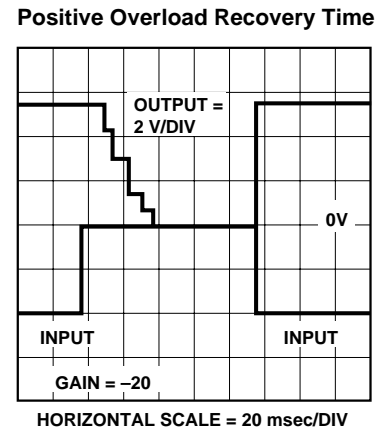 Positive Overload Recovery Time
OUTPUT =
2 V/DIV
0V
INPUT
INPUT
GAIN = –20
HORIZONTAL SCALE = 20 msec/DIV